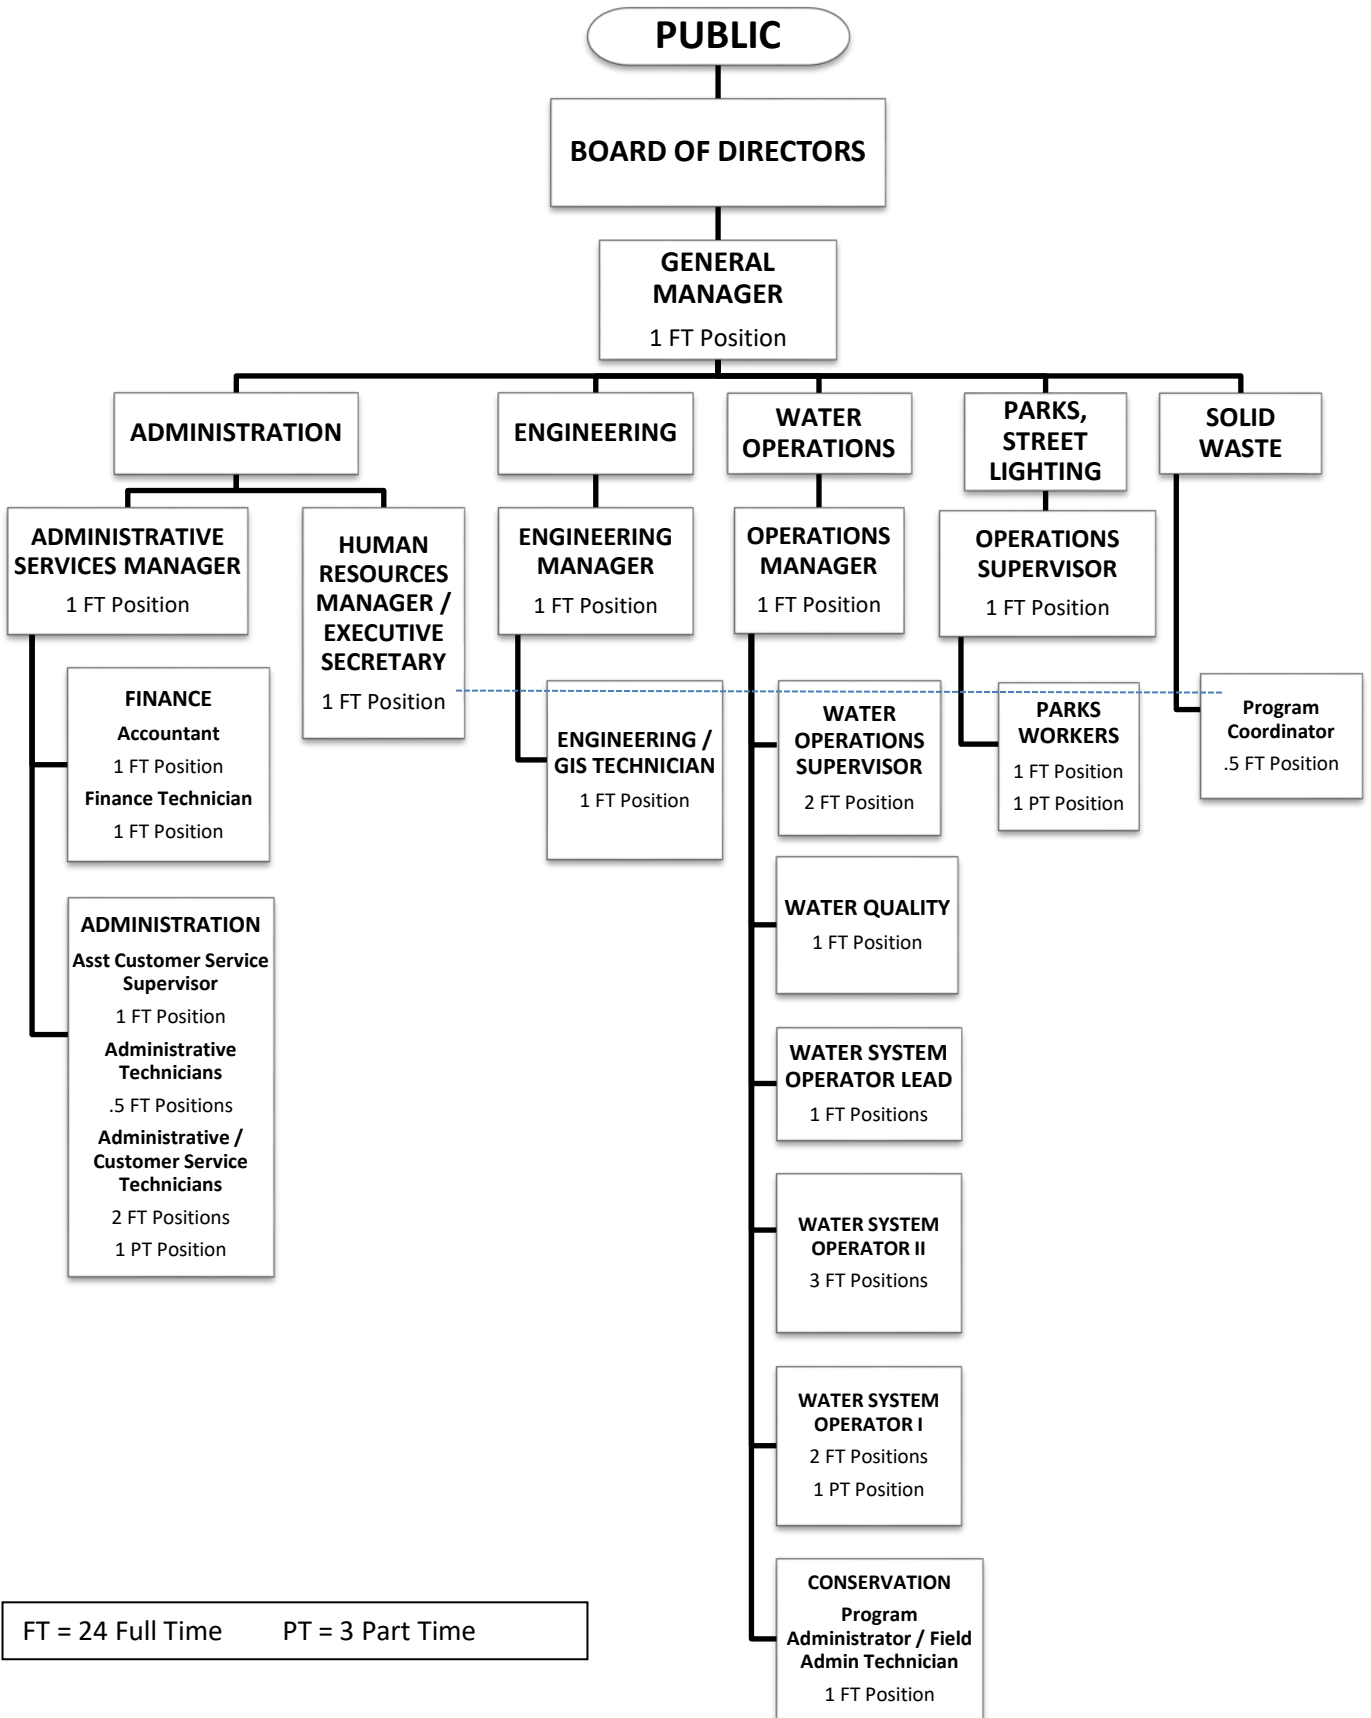 PUBLIC
BOARD OF DIRECTORS
GENERAL
MANAGER
1 FT Position
ADMINISTRATION
ENGINEERING
WATER
OPERATIONS
PARKS,
STREET
LIGHTING
SOLID
WASTE
ADMINISTRATIVE
SERVICES MANAGER
1 FT Position
HUMAN
RESOURCES
MANAGER /
EXECUTIVE
SECRETARY
1 FT Position
ENGINEERING
MANAGER
1 FT Position
OPERATIONS
MANAGER
1 FT Position
OPERATIONS
SUPERVISOR
1 FT Position
FINANCE
Accountant
1 FT Position
Finance Technician
1 FT Position
ENGINEERING /
GIS TECHNICIAN
1 FT Position
WATER
OPERATIONS
SUPERVISOR
2 FT Position
PARKS
WORKERS
1 FT Position
1 PT Position
Program
Coordinator
.5 FT Position
ADMINISTRATION
Asst Customer Service
Supervisor
1 FT Position
Administrative
Technicians
.5 FT Positions
Administrative /
Customer Service
Technicians
2 FT Positions
1 PT Position
WATER QUALITY
1 FT Position
WATER SYSTEM
OPERATOR LEAD
1 FT Positions
WATER SYSTEM
OPERATOR II
3 FT Positions
WATER SYSTEM
OPERATOR I
2 FT Positions
1 PT Position
CONSERVATION
Program
Administrator / Field
Admin Technician
1 FT Position
FT = 24 Full Time PT = 3 Part Time